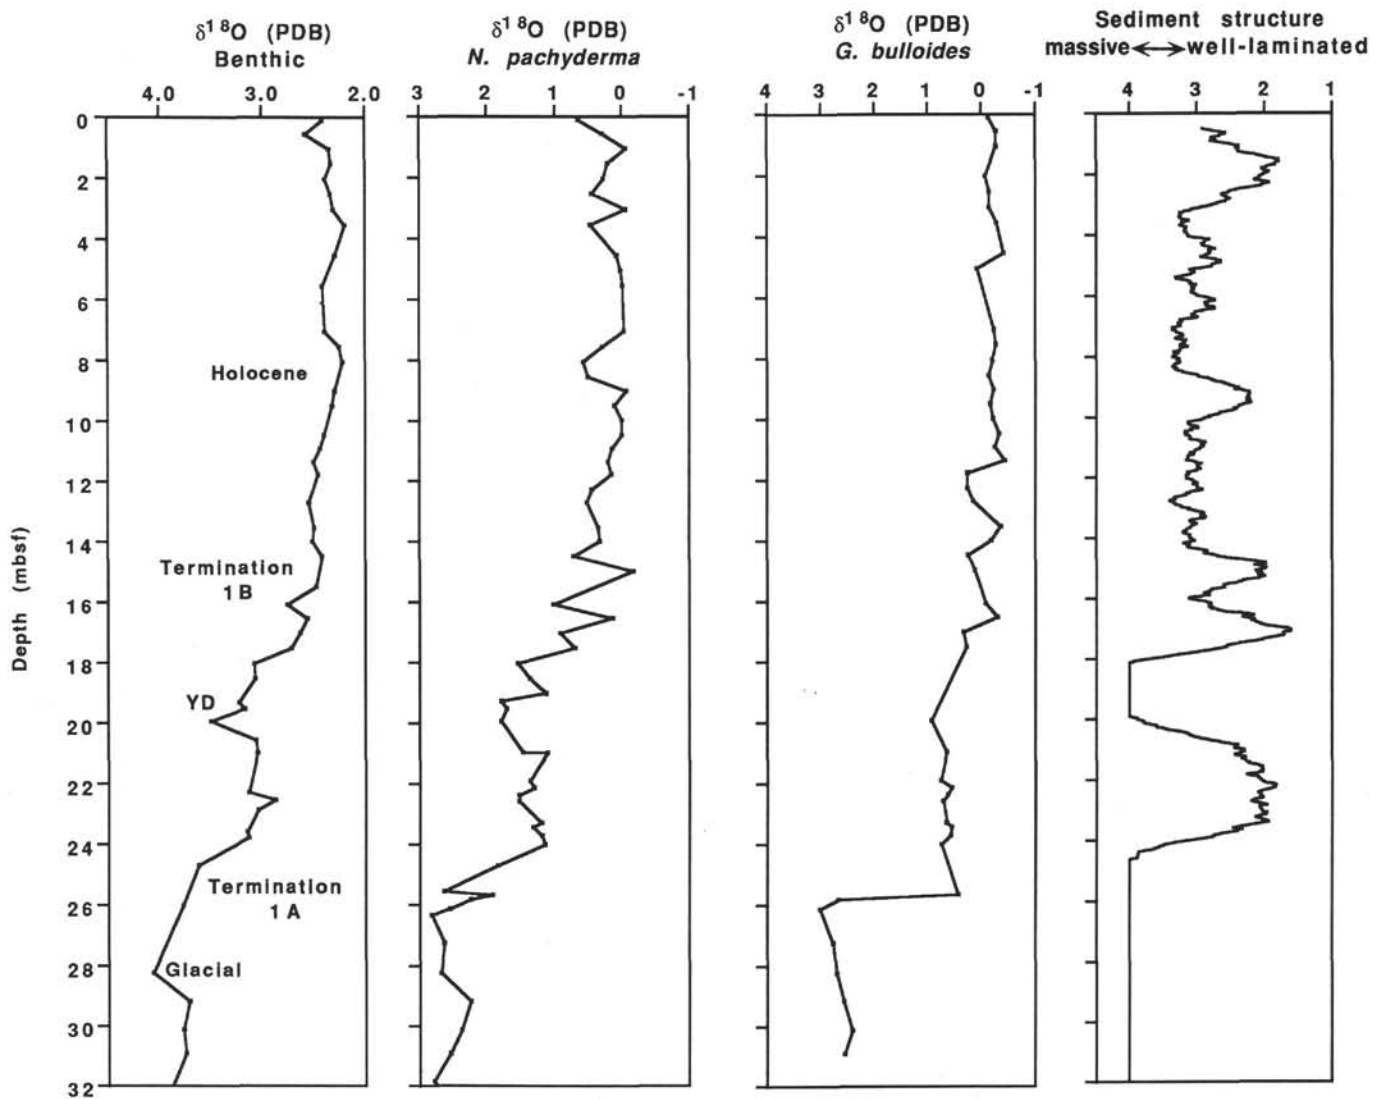 δ18O (PDB)
Benthic
4.0 3.0 2.0
δ18O (PDB)
N. pachyderma
3 2 1 0 -1
δ18O (PDB)
G. bulloides
4 3 2 1 0 -1
Sediment structure
massive ↔ well-laminated
4 3 2 1
Depth (mbsf)
0
2
4
6
8
10
12
14
16
18
20
22
24
26
28
30
32
Holocene
Termination
1B
YD
Termination
1A
Glacial